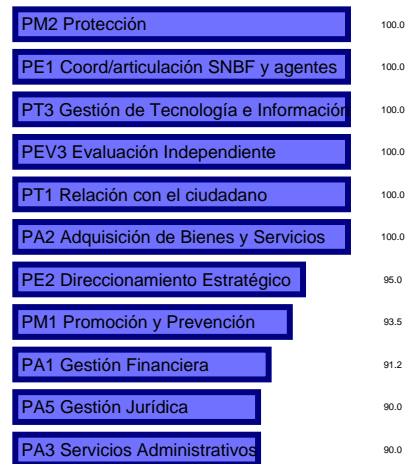 PM2 Protección 100.0
PE1 Coord/articulación SNBF y agentes 100.0
PT3 Gestión de Tecnología e Información 100.0
PEV3 Evaluación Independiente 100.0
PT1 Relación con el ciudadano 100.0
PA2 Adquisición de Bienes y Servicios 100.0
PE2 Direccionamiento Estratégico 95.0
PM1 Promoción y Prevención 93.5
PA1 Gestión Financiera 91.2
PA5 Gestión Jurídica 90.0
PA3 Servicios Administrativos 90.0